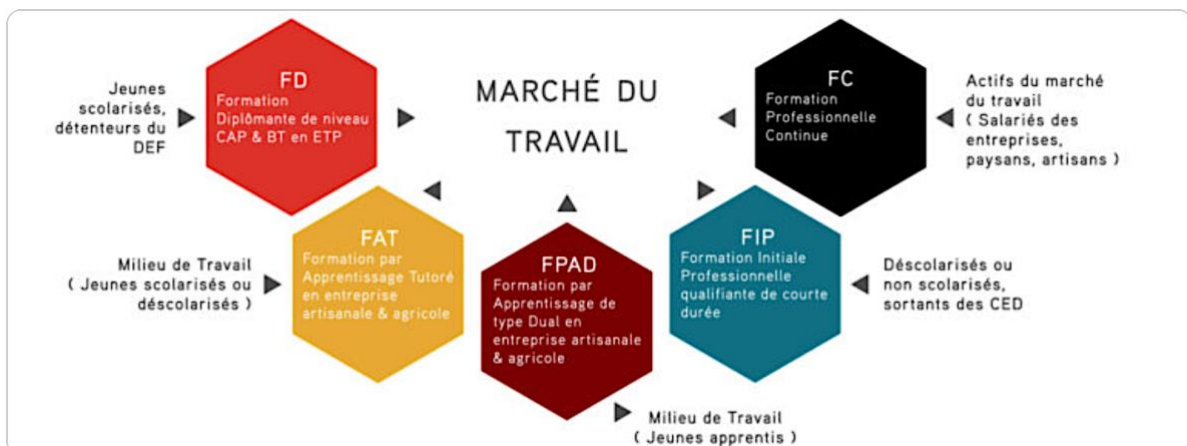 FD
Formation
Diplômante de niveau
CAP & BT en ETP
Jeunes
scolarisés,
détenteurs du
DEF
MARCHÉ DU
TRAVAIL
FC
Formation
Professionnelle
Continue
Actifs du marché
du travail
( Salariés des
entreprises,
paysans, artisans )
Milieu de Travail
( Jeunes scolarisés ou
déscolarisés )
FAT
Formation par
Apprentissage Tutoré
en entreprise
artisanale & agricole
FPAD
Formation par
Apprentissage de
type Dual en
entreprise artisanale
& agricole
FIP
Formation Initiale
Professionnelle
qualifiante de courte
durée
Déscolarisés ou
non scolarisés,
sortants des CED
Milieu de Travail
( Jeunes apprentis )